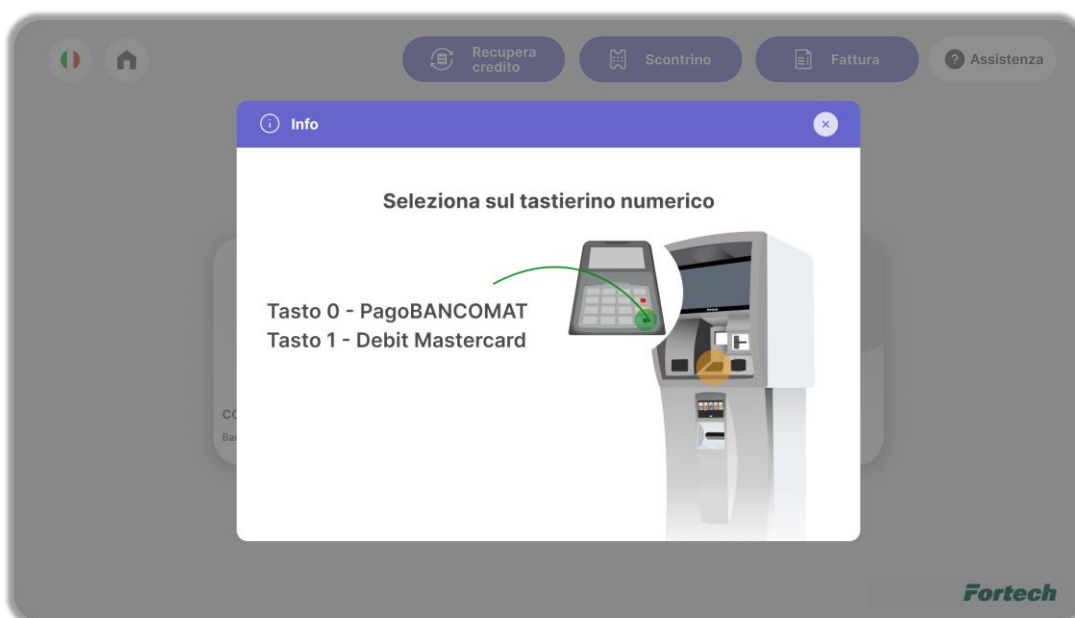 Recupera
credito
Scontrino
Fattura
Assistenza
Info
Seleziona sul tastierino numerico
Tasto 0 - PagoBANCOMAT
Tasto 1 - Debit Mastercard
Fortech